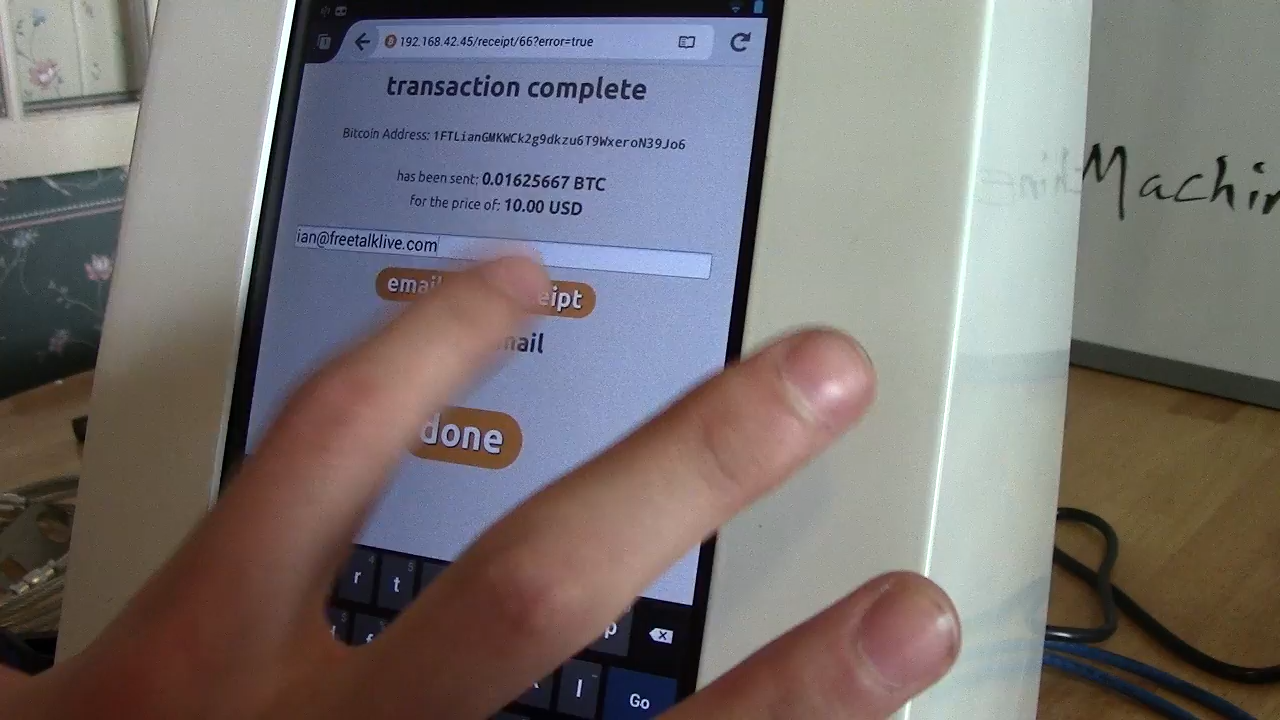 192.168.42.45/receipt/66?error=true
transaction complete
Bitcoin Address: 1FTLianGMKWCk2g9dkzu6T9WxeroN39Jo6
has been sent: 0.01625667 BTC
for the price of: 10.00 USD
ian@freetalklive.com
done
r t
p
l Go
Machin